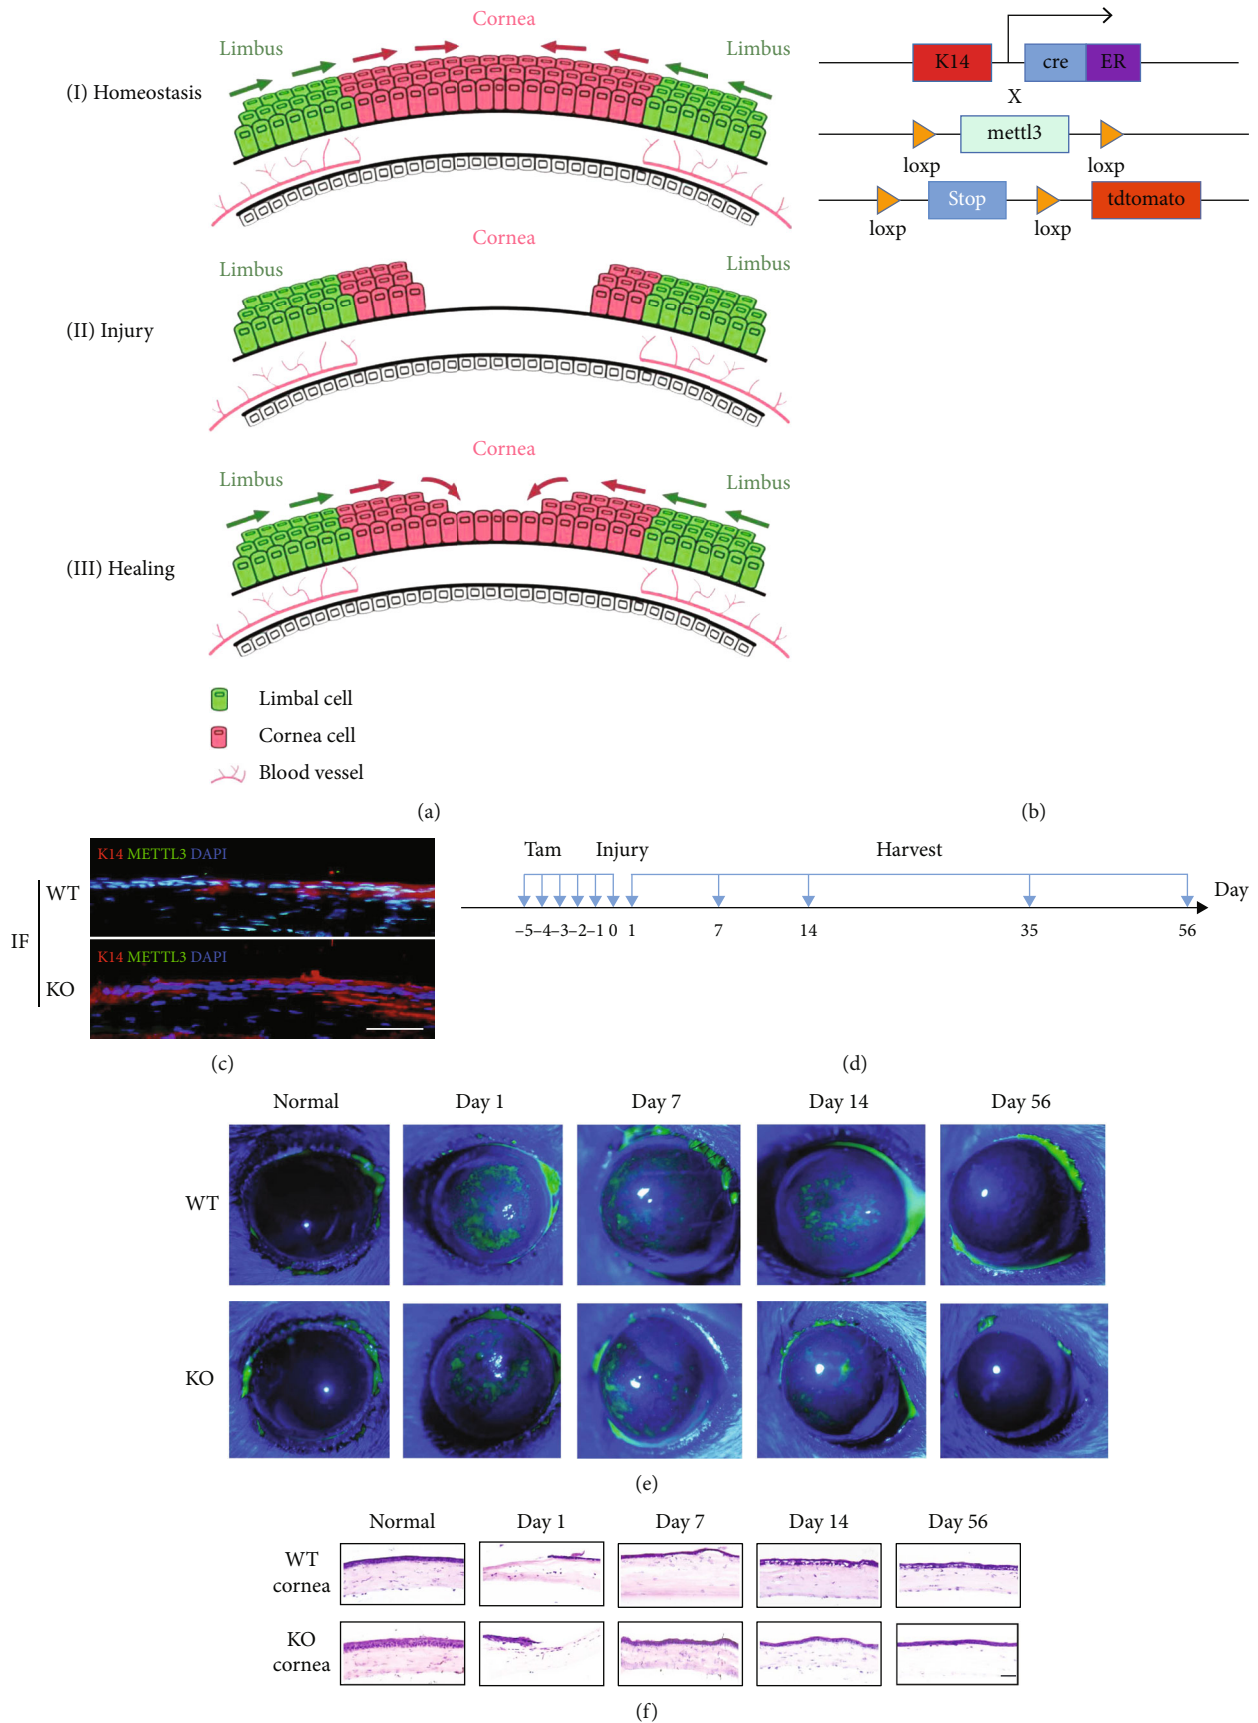 Cornea
Limbus
Limbus
(I) Homeostasis
Cornea
Limbus
Limbus
(II) Injury
Cornea
Limbus
Limbus
(III) Healing
Limbal cell
Cornea cell
Blood vessel
(a)
K14
cre
ER
X
mettl3
loxp
loxp
Stop
tdtomato
loxp
loxp
(b)
IF
WT
K14 METTL3 DAPI
KO
K14 METTL3 DAPI
(c)
Tam
Injury
Harvest
Day
–5 –4 –3 –2 –1 0 1 7 14 35 56
(d)
Normal Day 1 Day 7 Day 14 Day 56
WT
KO
(e)
Normal Day 1 Day 7 Day 14 Day 56
WT
cornea
KO
cornea
(f)